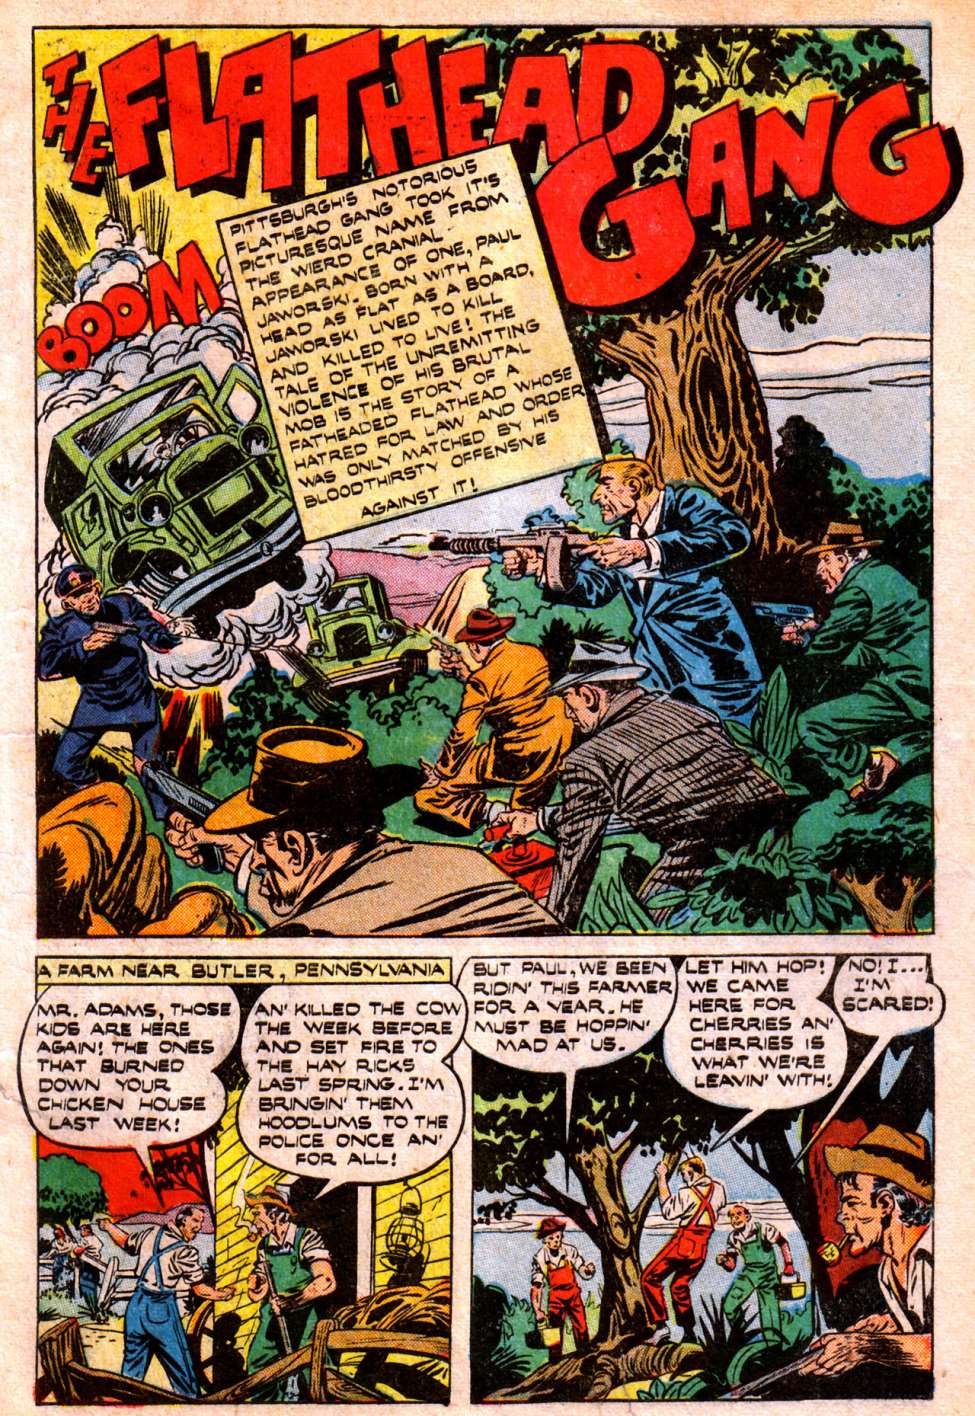 THE FLATHEAD
GANG
BOOM
PITTSBURGH'S NOTORIOUS
FLATHEAD GANG TOOK IT'S
PICTURESQUE NAME FROM
THE WIERD CRANIAL
APPEARANCE OF ONE, PAUL
JAWORSKI. BORN WITH A
HEAD AS FLAT AS A BOARD,
JAWORSKI LIVED TO KILL
AND KILLED TO LIVE! THE
TALE OF THE UNREMITTING
VIOLENCE OF HIS BRUTAL
MOB IS THE STORY OF A
FATHEADED FLATHEAD WHOSE
HATRED FOR LAW AND ORDER
WAS ONLY MATCHED BY HIS
BLOODTHIRSTY OFFENSIVE
AGAINST IT!
A FARM NEAR BUTLER, PENNSYLVANIA
MR. ADAMS, THOSE
KIDS ARE HERE
AGAIN! THE ONES
THAT BURNED
DOWN YOUR
CHICKEN HOUSE
LAST WEEK!
AN' KILLED THE COW
THE WEEK BEFORE
AND SET FIRE TO
THE HAY RICKS
LAST SPRING. I'M
BRINGIN' THEM
HOODLUMS TO THE
POLICE ONCE AN'
FOR ALL!
BUT PAUL, WE BEEN
RIDIN' THIS FARMER
FOR A YEAR. HE
MUST BE HOPPIN'
MAD AT US.
LET HIM HOP!
WE CAME
HERE FOR
CHERRIES AN'
CHERRIES IS
WHAT WE'RE
LEAVIN' WITH!
NO! I...
I'M
SCARED!